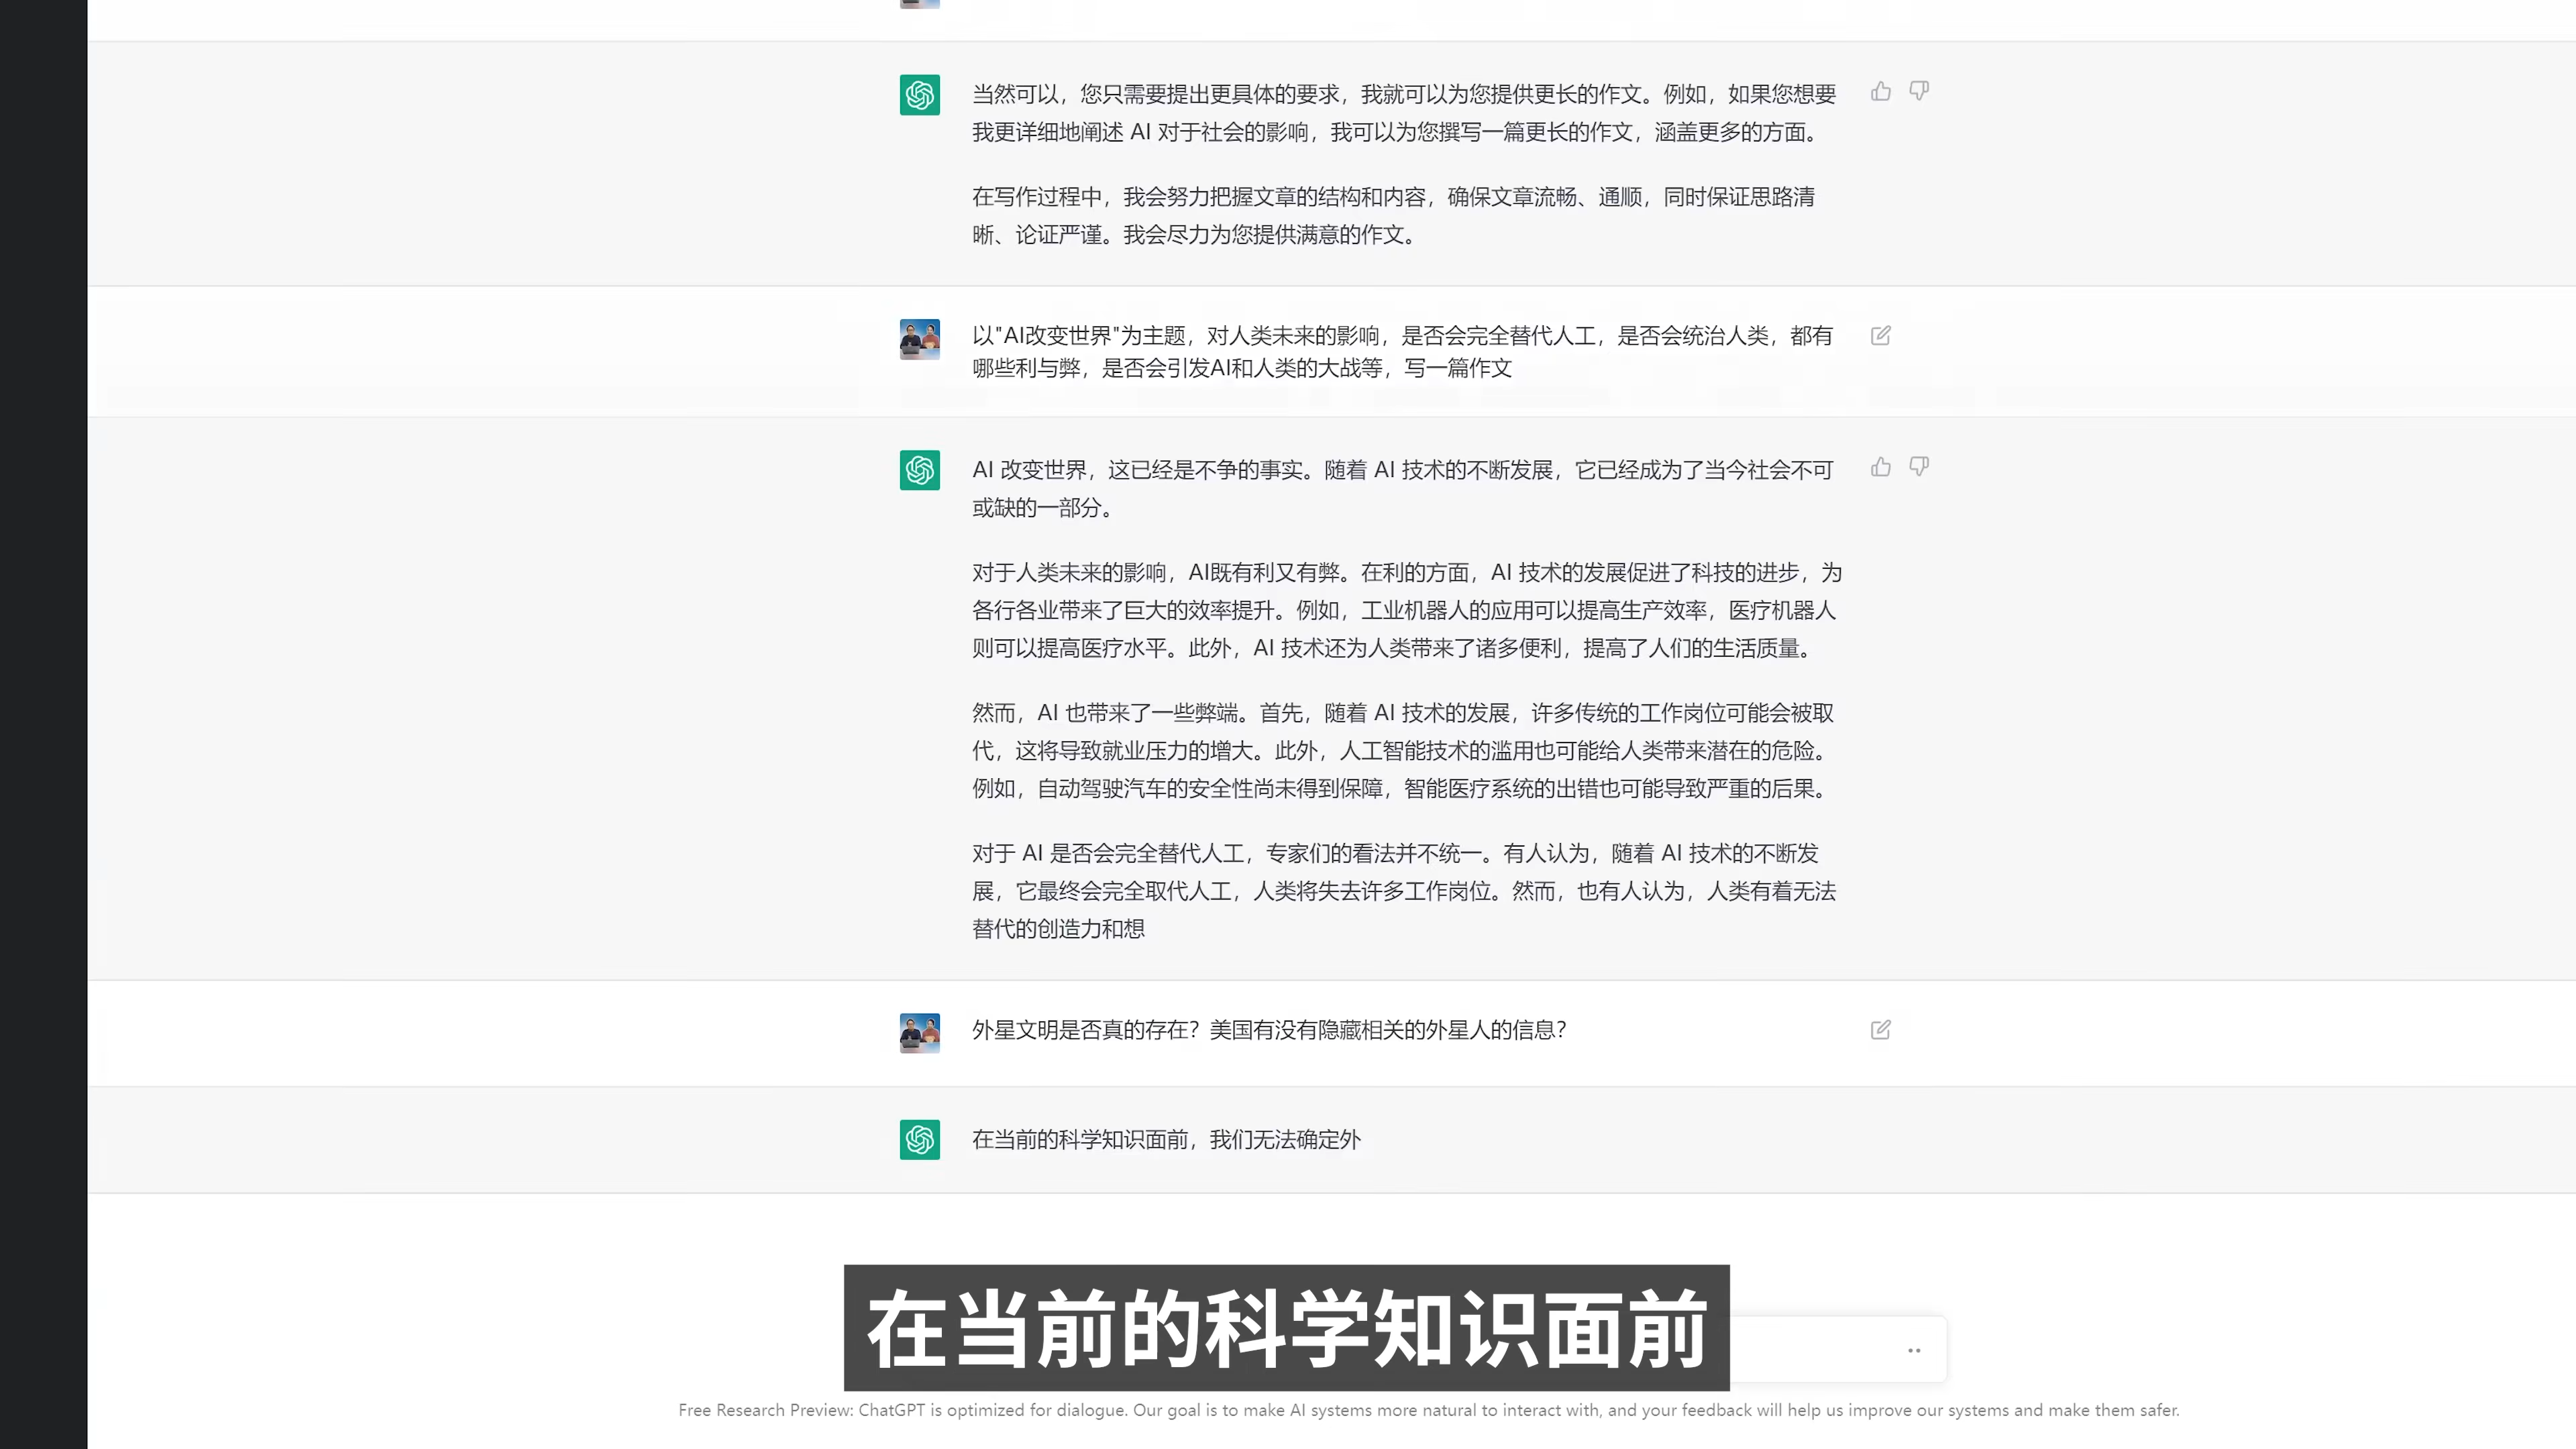 当然可以，您只需要提出更具体的要求，我就可以为您提供更长的作文。例如，如果您想要
我更详细地阐述 AI 对于社会的影响，我可以为您撰写一篇更长的作文，涵盖更多的方面。
在写作过程中，我会努力把握文章的结构和内容，确保文章流畅、通顺，同时保证思路清
晰、论证严谨。我会尽力为您提供满意的作文。
以"AI改变世界"为主题，对人类未来的影响，是否会完全替代人工，是否会统治人类，都有
哪些利与弊，是否会引发AI和人类的大战等，写一篇作文
AI 改变世界，这已经是不争的事实。随着 AI 技术的不断发展，它已经成为了当今社会不可
或缺的一部分。
对于人类未来的影响，AI既有利又有弊。在利的方面，AI 技术的发展促进了科技的进步，为
各行各业带来了巨大的效率提升。例如，工业机器人的应用可以提高生产效率，医疗机器人
则可以提高医疗水平。此外，AI 技术还为人类带来了诸多便利，提高了人们的生活质量。
然而，AI 也带来了一些弊端。首先，随着 AI 技术的发展，许多传统的工作岗位可能会被取
代，这将导致就业压力的增大。此外，人工智能技术的滥用也可能给人类带来潜在的危险。
例如，自动驾驶汽车的安全性尚未得到保障，智能医疗系统的出错也可能导致严重的后果。
对于 AI 是否会完全替代人工，专家们的看法并不统一。有人认为，随着 AI 技术的不断发
展，它最终会完全取代人工，人类将失去许多工作岗位。然而，也有人认为，人类有着无法
替代的创造力和想
外星文明是否真的存在？美国有没有隐藏相关的外星人的信息？
在当前的科学知识面前，我们无法确定外
在当前的科学知识面前
Free Research Preview: ChatGPT is optimized for dialogue. Our goal is to make AI systems more natural to interact with, and your feedback will help us improve our systems and make them safer.